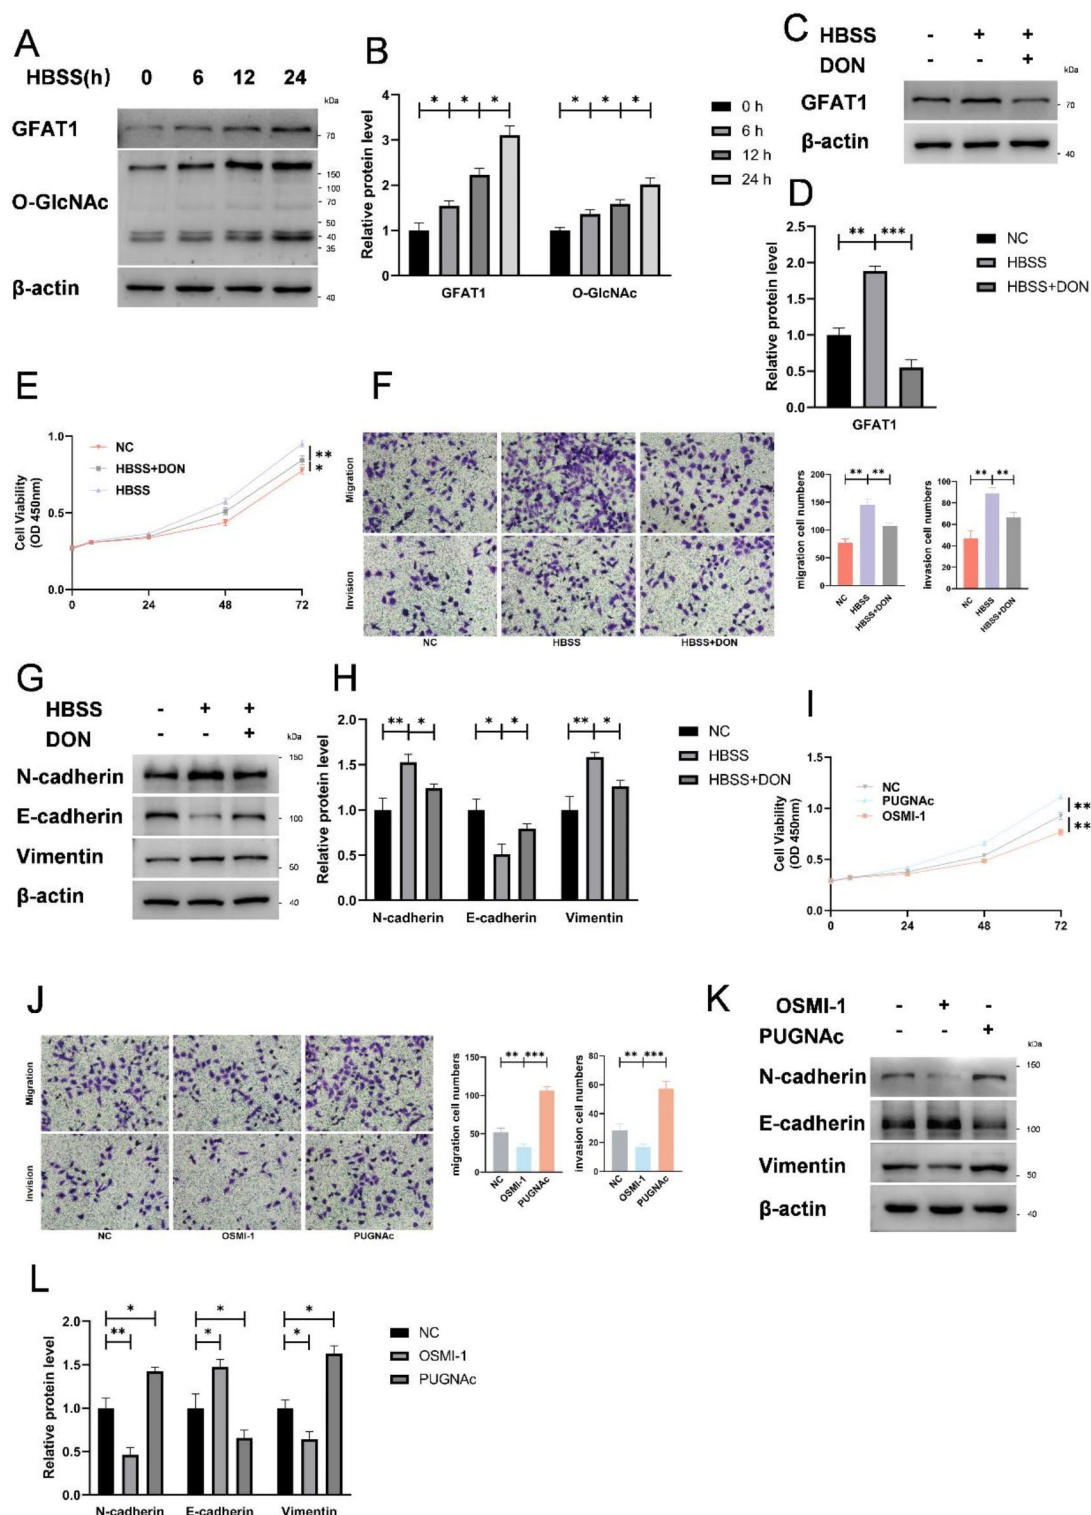 A
HBSS(h) 0 6 12 24
kDa
GFAT1
70
O-GlcNAc
150
100
70
50
40
35
β-actin
40
B
Relative protein level
4
3
2
1
0
* * * * * *
GFAT1 O-GlcNAc
0 h
6 h
12 h
24 h
C
HBSS - + +
DON - - +
kDa
GFAT1
70
β-actin
40
D
Relative protein level
2.5
2.0
1.5
1.0
0.5
0.0
** ***
GFAT1
NC
HBSS
HBSS+DON
E
Cell Viability
(OD 450nm)
1.0
0.5
0.0
0 24 48 72
NC
HBSS+DON
HBSS
**
*
F
Migration
Invision
NC HBSS HBSS+DON
migration cell numbers
200
150
100
50
0
** **
NC HBSS HBSS+DON
invasion cell numbers
100
80
60
40
20
0
** **
NC HBSS HBSS+DON
G
HBSS - + +
DON - - +
kDa
N-cadherin
150
E-cadherin
100
Vimentin
50
β-actin
40
H
Relative protein level
2.0
1.5
1.0
0.5
0.0
** * * * ** *
N-cadherin E-cadherin Vimentin
NC
HBSS
HBSS+DON
I
Cell Viability
(OD 450nm)
1.5
1.0
0.5
0.0
0 24 48 72
NC
PUGNAc
OSMI-1
**
**
J
Migration
Invision
NC OSMI-1 PUGNAc
migration cell numbers
150
100
50
0
** ***
NC OSMI-1 PUGNAc
invasion cell numbers
80
60
40
20
0
** ***
NC OSMI-1 PUGNAc
K
OSMI-1 - + -
PUGNAc - - +
kDa
N-cadherin
150
E-cadherin
100
Vimentin
50
β-actin
40
L
Relative protein level
2.0
1.5
1.0
0.5
0.0
* * *
** * *
N-cadherin E-cadherin Vimentin
NC
OSMI-1
PUGNAc